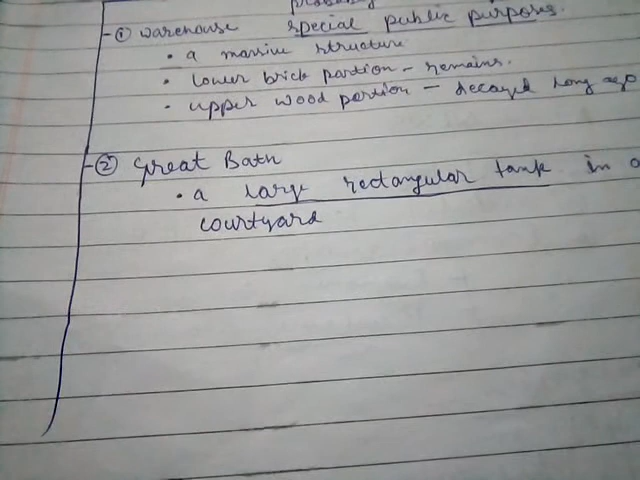 probably
① warehouse special public purposes.
• a massive structure
• lower brick portion - remains.
• upper wood portion - decayed long ago
② Great Bath
• a large rectangular tank in a
courtyard